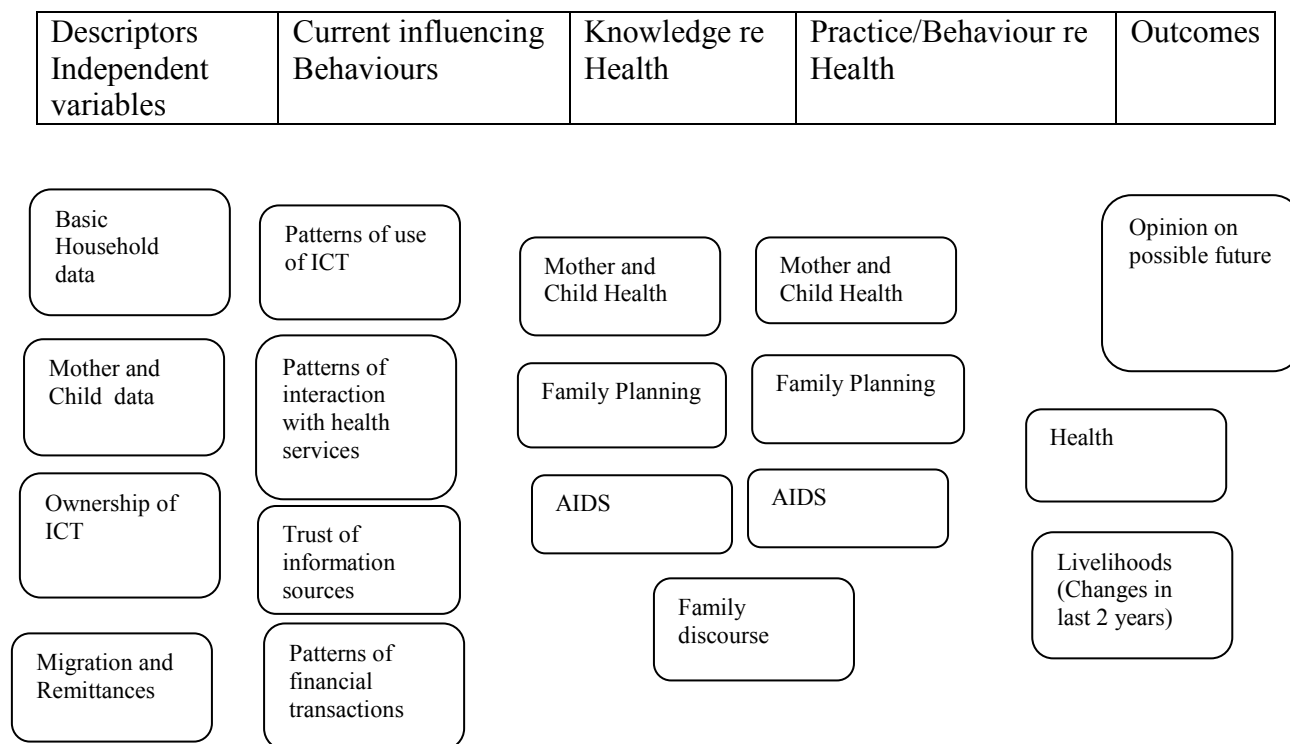 Descriptors
Independent
variables
Current influencing
Behaviours
Knowledge re
Health
Practice/Behaviour re
Health
Outcomes
Basic
Household
data
Mother and
Child data
Ownership of
ICT
Migration and
Remittances
Patterns of use
of ICT
Patterns of
interaction
with health
services
Trust of
information
sources
Patterns of
financial
transactions
Mother and
Child Health
Family Planning
AIDS
Mother and
Child Health
Family Planning
AIDS
Family
discourse
Opinion on
possible future
Health
Livelihoods
(Changes in
last 2 years)